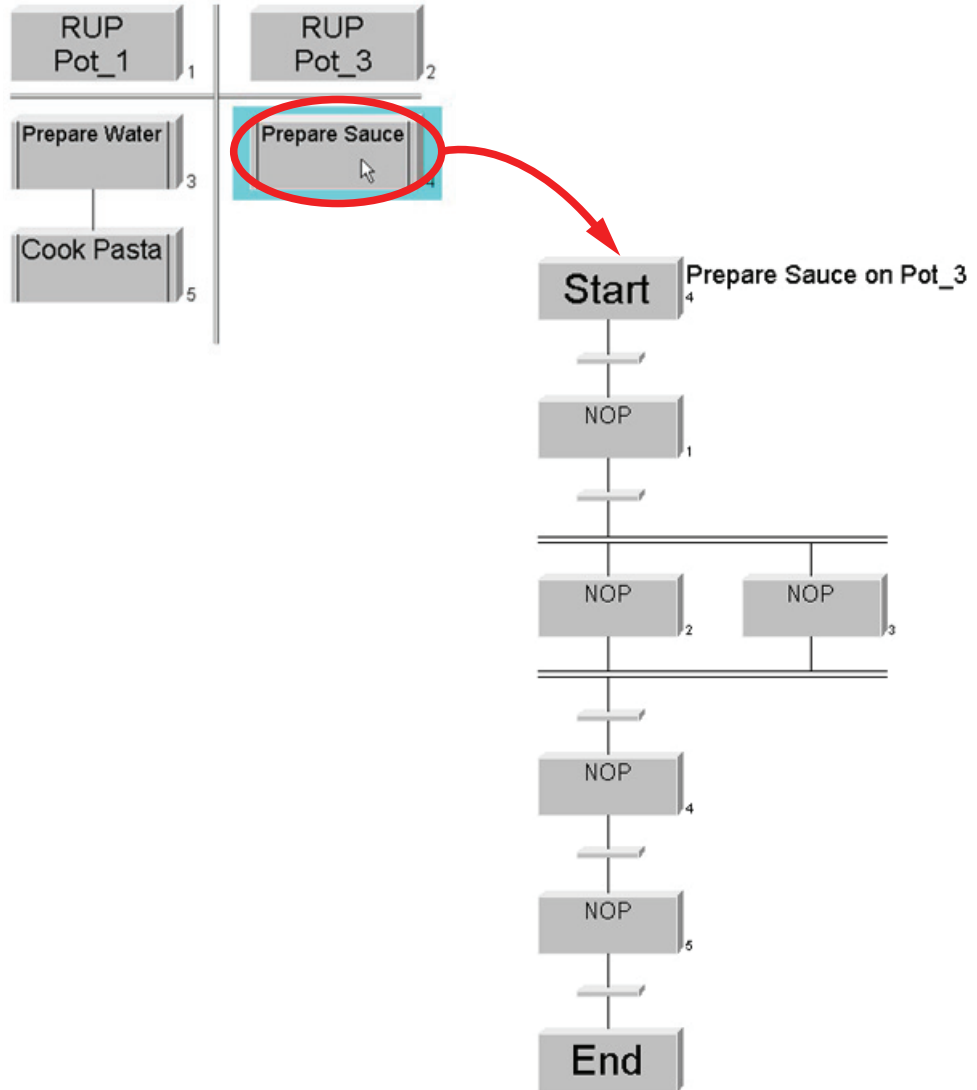 RUP
Pot_1
1
RUP
Pot_3
2
Prepare Water
3
Prepare Sauce
4
Cook Pasta
5
Start
Prepare Sauce on Pot_3
4
NOP
1
NOP
2
NOP
3
NOP
4
NOP
5
End